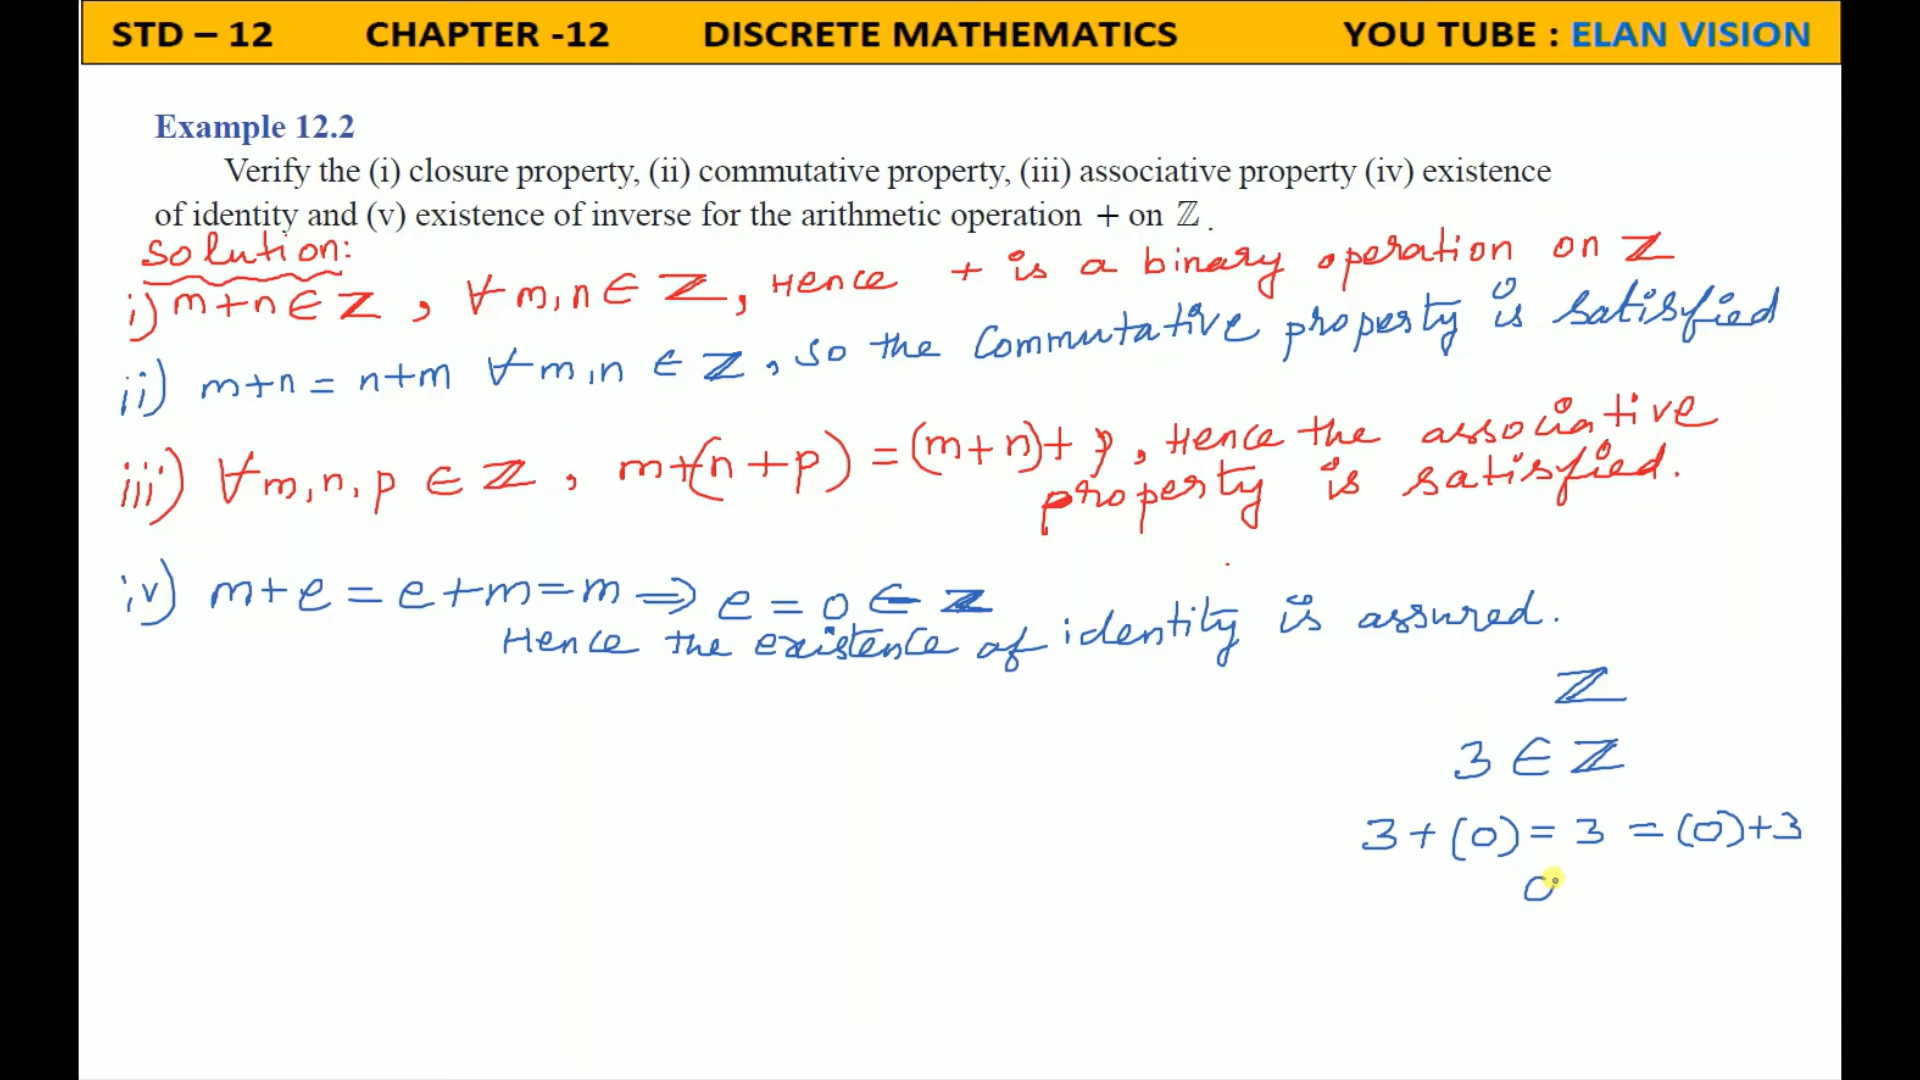 STD – 12 CHAPTER -12 DISCRETE MATHEMATICS YOU TUBE : ELAN VISION
Example 12.2
Verify the (i) closure property, (ii) commutative property, (iii) associative property (iv) existence
of identity and (v) existence of inverse for the arithmetic operation + on ℤ .
Solution:
i) m+n ∈ ℤ , ∀ m,n ∈ ℤ, Hence + is a binary operation on ℤ
ii) m+n = n+m ∀ m,n ∈ ℤ, so the Commutative property is satisfied
iii) ∀ m,n,p ∈ ℤ, m+(n+p) = (m+n)+p, Hence the associative
property is satisfied.
iv) m+e = e+m=m ⇒ e = 0 ∈ ℤ
Hence the existence of identity is assured.
ℤ
3 ∈ ℤ
3+(0)= 3 = (0)+3
0